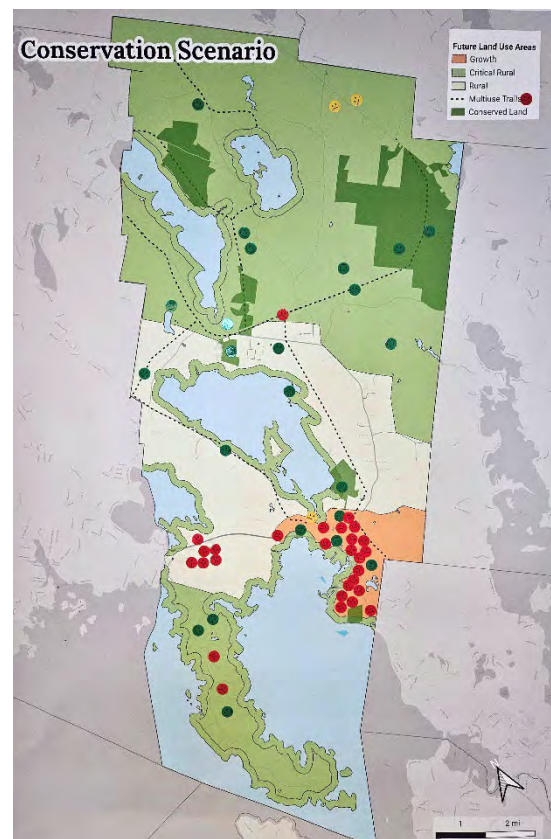 Conservation Scenario
Future Land Use Areas
Growth
Critical Rural
Rural
Multiuse Trails
Conserved Land
1
2 mi